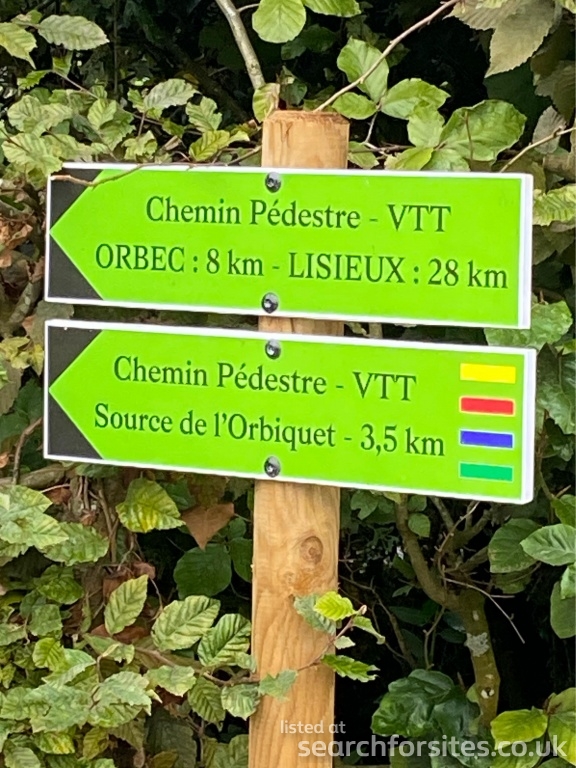 Chemin Pédestre - VTT
ORBEC : 8 km - LISIEUX : 28 km
Chemin Pédestre - VTT
Source de l'Orbiquet - 3,5 km
listed at
searchforsites.co.uk